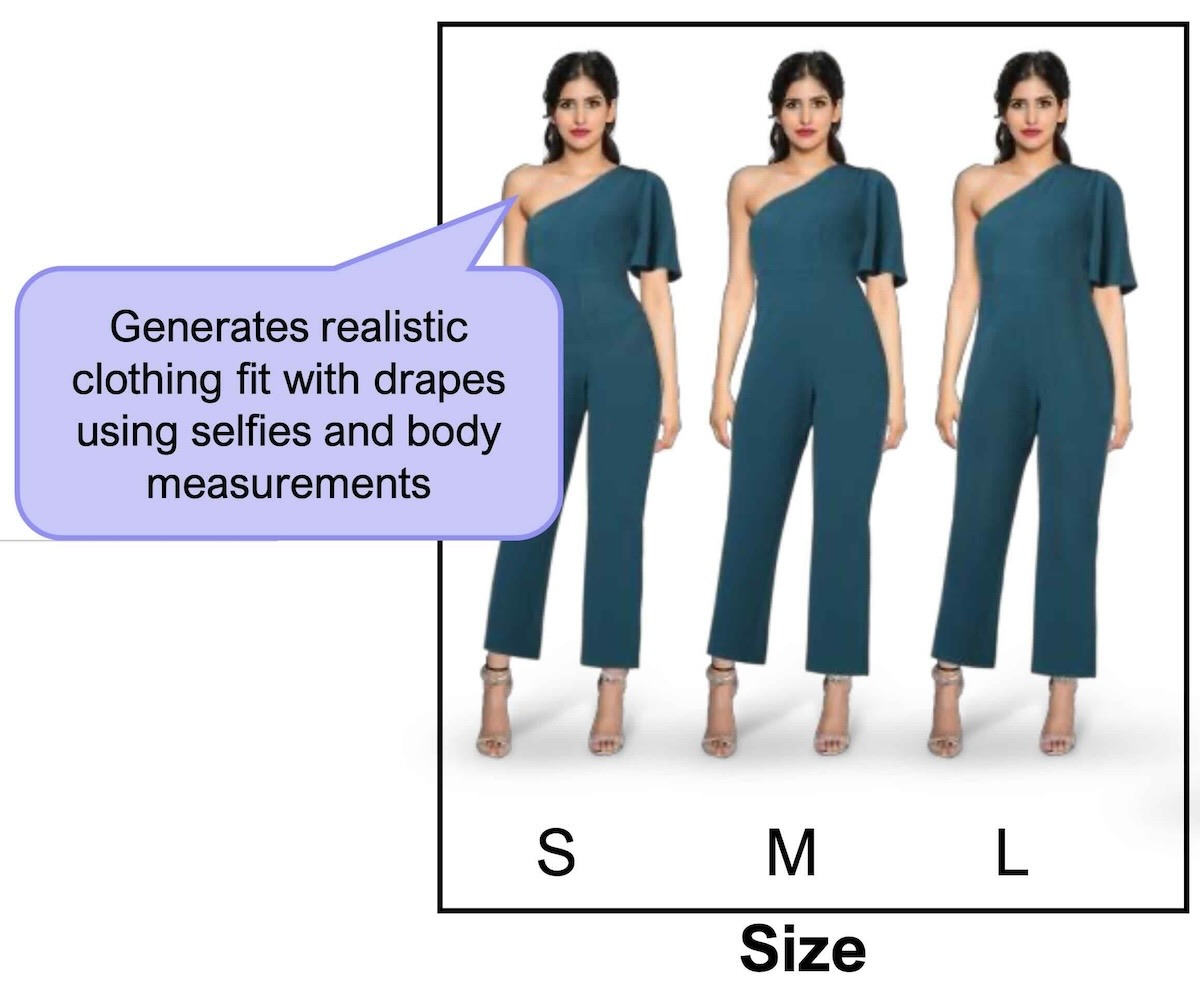 Generates realistic
clothing fit with drapes
using selfies and body
measurements
S M L
Size